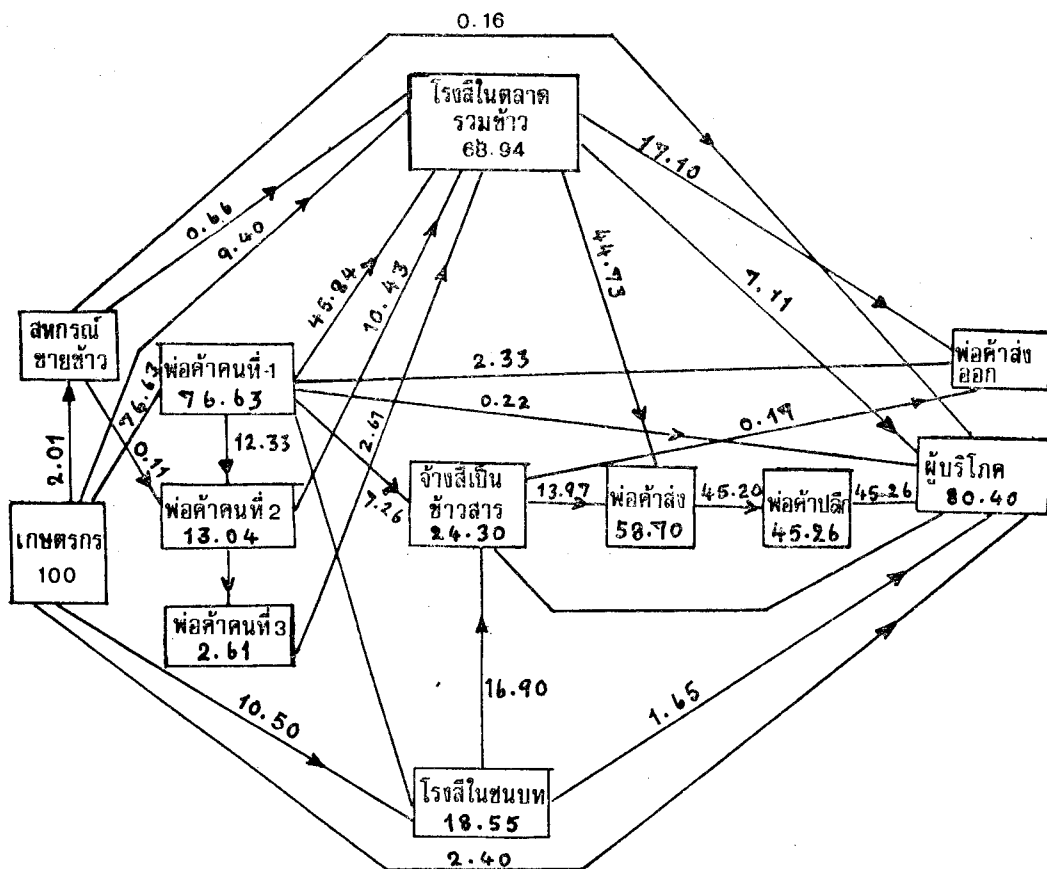 0.16
โรงสีในตลาด
รวมข้าว
68.94
17.10
0.66
9.40
44.73
7.11
45.84
10.43
สหกรณ์
ขายข้าว
พ่อค้าคนที่ 1
76.63
76.63
2.33
พ่อค้าส่ง
ออก
0.22
0.17
2.01
0.11
12.33
2.61
7.26
จ้างสีเป็น
ข้าวสาร
24.30
13.97
พ่อค้าส่ง
58.70
45.20
พ่อค้าปลีก
45.26
45.26
ผู้บริโภค
80.40
พ่อค้าคนที่ 2
13.04
เกษตรกร
100
พ่อค้าคนที่ 3
2.61
10.50
16.90
1.65
โรงสีในชนบท
18.55
2.40